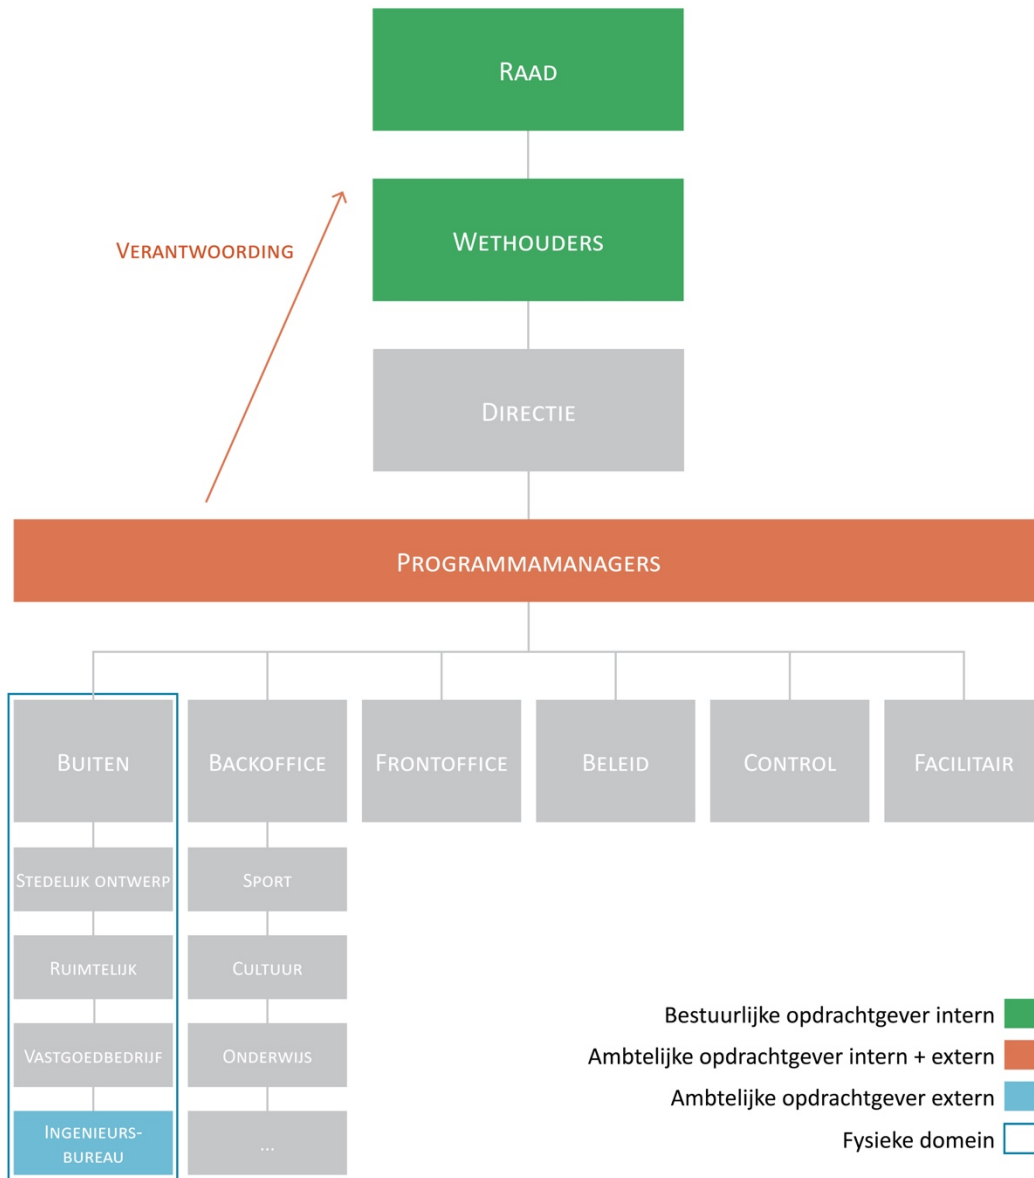 Raad
Wethouders
Verantwoording
Directie
Programmamanagers
Buiten
Backoffice
Frontoffice
Beleid
Control
Facilitair
Stedelijk ontwerp
Sport
Ruimtelijk
Cultuur
Vastgoedbedrijf
Onderwijs
Ingenieurs-
bureau
...
Bestuurlijke opdrachtgever intern
Ambtelijke opdrachtgever intern + extern
Ambtelijke opdrachtgever extern
Fysieke domein